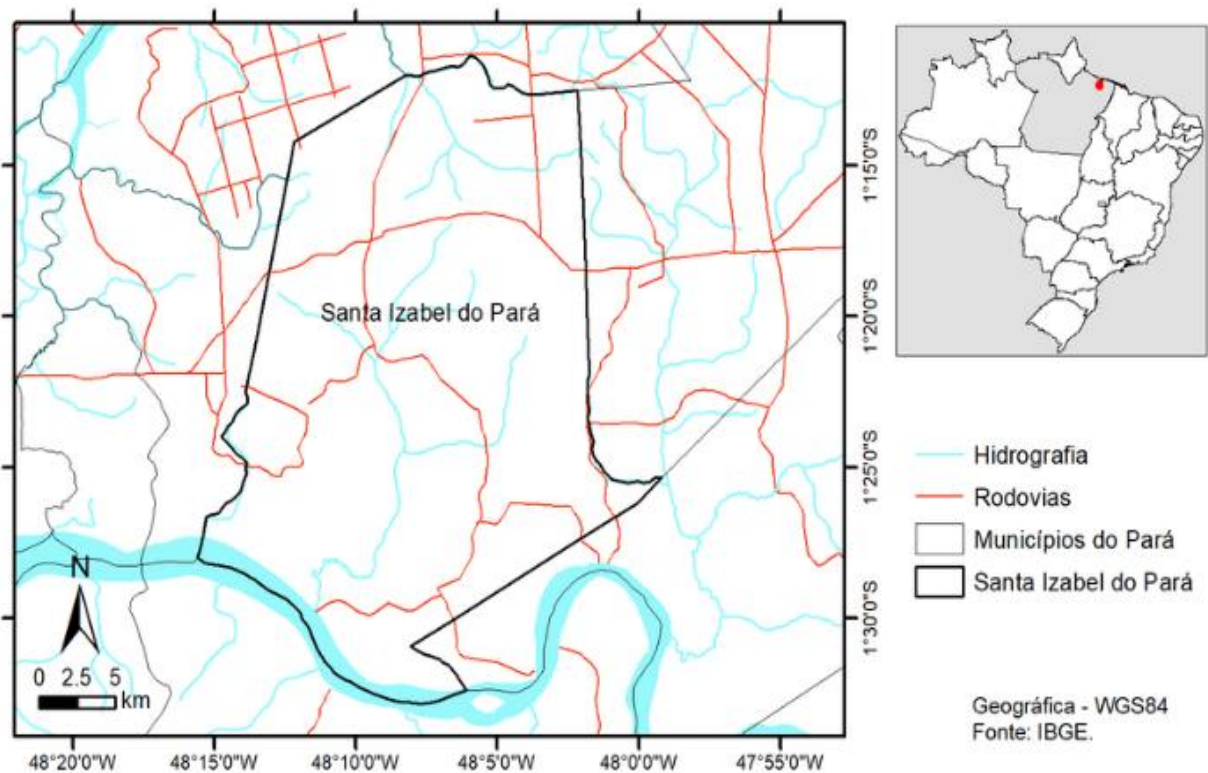 Santa Izabel do Pará
N
0 2.5 5
km
48°20'0"W 48°15'0"W 48°10'0"W 48°5'0"W 48°0'0"W 47°55'0"W
1°15'0"S
1°20'0"S
1°25'0"S
1°30'0"S
Hidrografia
Rodovias
Municípios do Pará
Santa Izabel do Pará
Geográfica - WGS84
Fonte: IBGE.